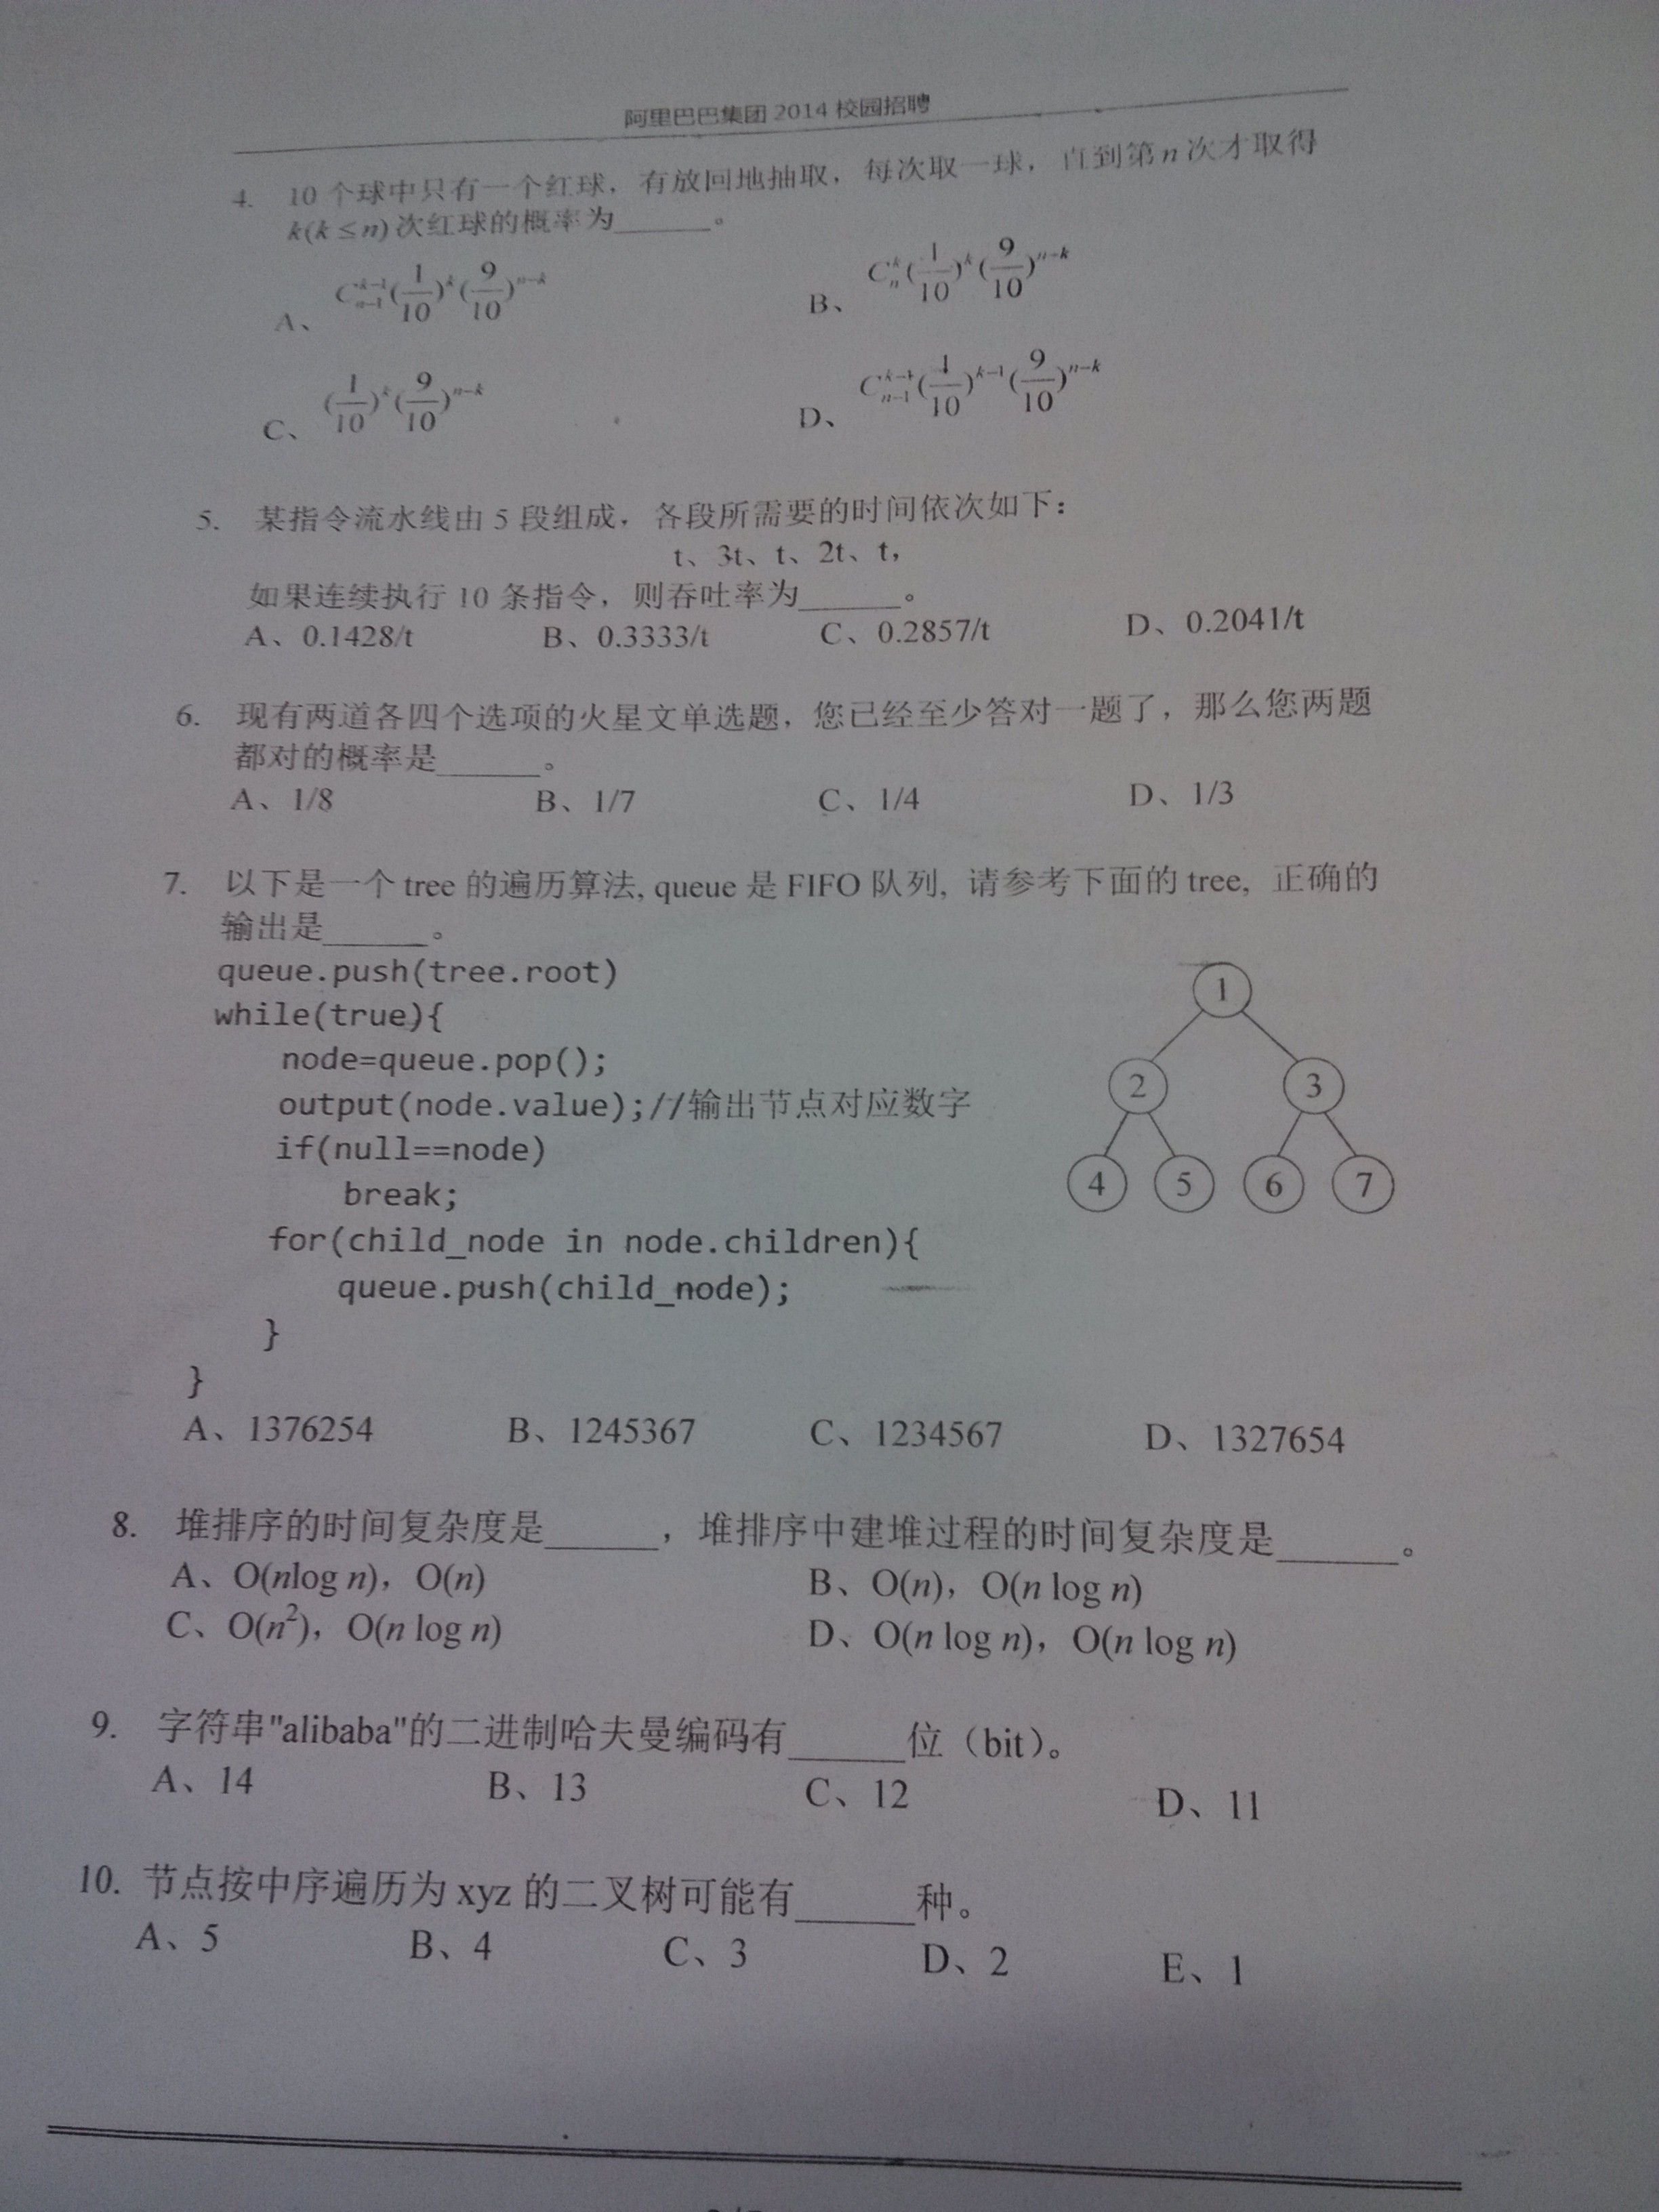 阿里巴巴集团 2014 校园招聘
4. 10 个球中只有一个红球，有放回地抽取，每次取一球，直到第 n 次才取得
k(k≤n) 次红球的概率为______。
A、 C_{n-1}^{k-1}(1/10)^k(9/10)^{n-k} B、 C_n^k(1/10)^k(9/10)^{n-k}
C、 (1/10)^k(9/10)^{n-k} D、 C_{n-1}^{k-1}(1/10)^{k-1}(9/10)^{n-k}
5. 某指令流水线由 5 段组成，各段所需要的时间依次如下：
t、3t、t、2t、t，
如果连续执行 10 条指令，则吞吐率为______。
A、0.1428/t B、0.3333/t C、0.2857/t D、0.2041/t
6. 现有两道各四个选项的火星文单选题，您已经至少答对一题了，那么您两题
都对的概率是______。
A、1/8 B、1/7 C、1/4 D、1/3
7. 以下是一个 tree 的遍历算法, queue 是 FIFO 队列, 请参考下面的 tree, 正确的
输出是______。
queue.push(tree.root)
while(true){
node=queue.pop();
output(node.value);//输出节点对应数字
if(null==node)
break;
for(child_node in node.children){
queue.push(child_node);
}
}
1
2 3
4 5 6 7
A、1376254 B、1245367 C、1234567 D、1327654
8. 堆排序的时间复杂度是______，堆排序中建堆过程的时间复杂度是______。
A、O(nlog n)，O(n) B、O(n)，O(n log n)
C、O(n²)，O(n log n) D、O(n log n)，O(n log n)
9. 字符串"alibaba"的二进制哈夫曼编码有______位（bit）。
A、14 B、13 C、12 D、11
10. 节点按中序遍历为 xyz 的二叉树可能有______种。
A、5 B、4 C、3 D、2 E、1